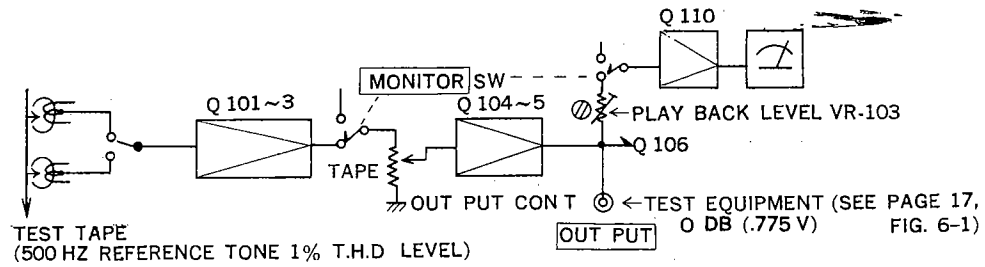 Q 110
MONITOR SW
Q 101~3
Q 104~5
PLAY BACK LEVEL VR-103
Q 106
TAPE
OUT PUT CON T
TEST EQUIPMENT (SEE PAGE 17,
O DB (.775 V) FIG. 6-1)
OUT PUT
TEST TAPE
(500 HZ REFERENCE TONE 1% T.H.D LEVEL)